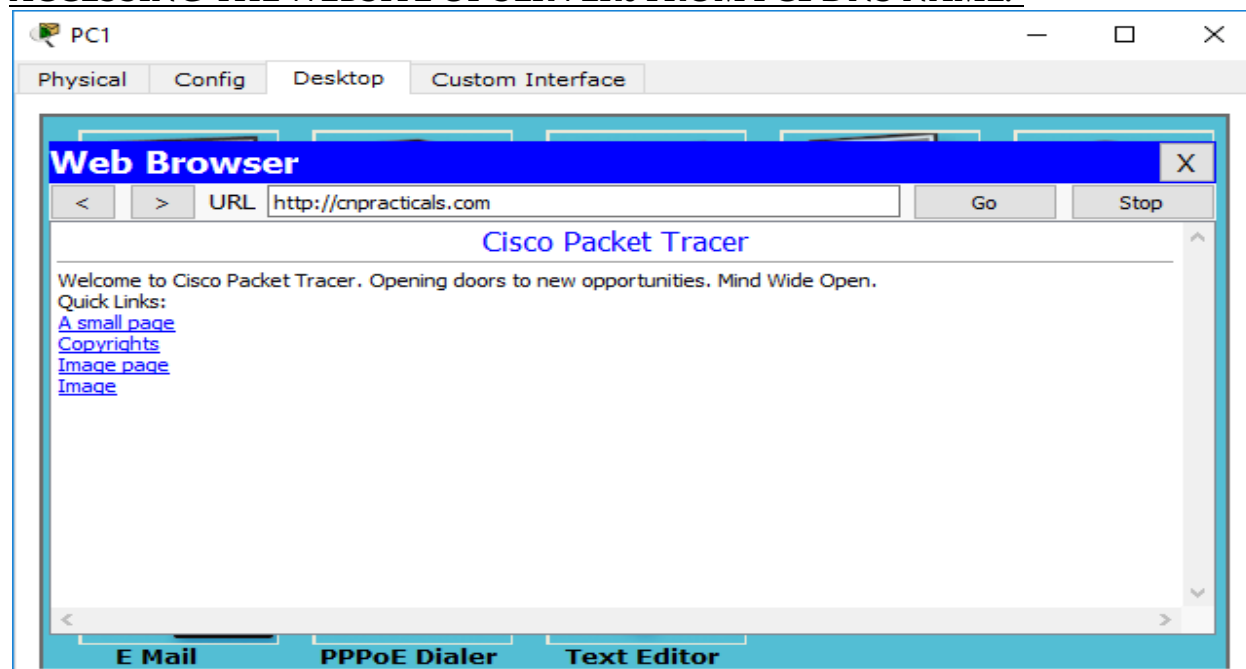 PC1
Physical Config Desktop Custom Interface
Web Browser X
< > URL http://cnpracticals.com Go Stop
Cisco Packet Tracer
Welcome to Cisco Packet Tracer. Opening doors to new opportunities. Mind Wide Open.
Quick Links:
A small page
Copyrights
Image page
Image
E Mail PPPoE Dialer Text Editor